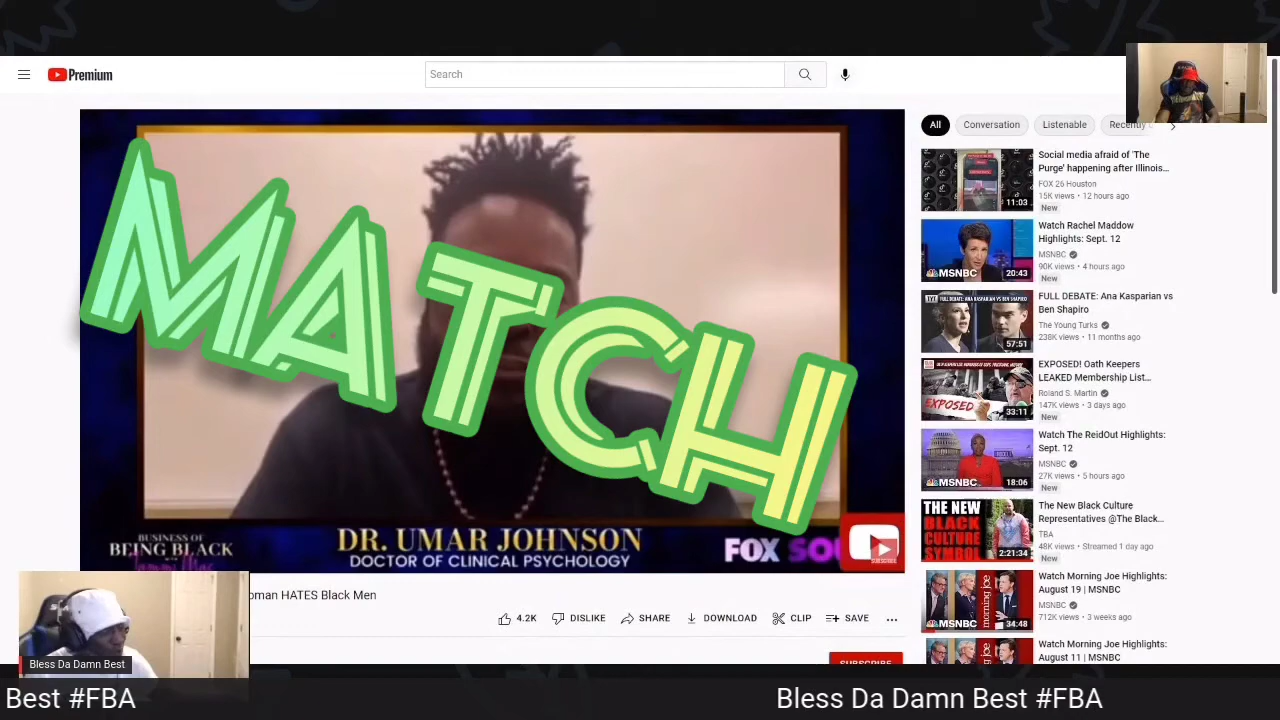 Premium
Search
All
Conversation
Listenable
Recently
MATCH
BUSINESS OF
BEING BLACK
DR. UMAR JOHNSON
DOCTOR OF CLINICAL PSYCHOLOGY
FOX SOU
HATES Black Men
4.2K
DISLIKE
SHARE
DOWNLOAD
CLIP
SAVE
SUBSCRIBE
11:03
Social media afraid of 'The
Purge' happening after Illinois...
FOX 26 Houston
15K views • 12 hours ago
New
MSNBC
20:43
Watch Rachel Maddow
Highlights: Sept. 12
MSNBC
90K views • 4 hours ago
New
57:51
FULL DEBATE: Ana Kasparian vs
Ben Shapiro
The Young Turks
238K views • 11 months ago
EXPOSED
33:11
EXPOSED! Oath Keepers
LEAKED Membership List...
Roland S. Martin
147K views • 3 days ago
New
MSNBC
18:06
Watch The ReidOut Highlights:
Sept. 12
MSNBC
27K views • 5 hours ago
New
THE NEW
BLACK
CULTURE
SYMBOL
2:21:34
The New Black Culture
Representatives @The Black...
TBA
48K views • Streamed 1 day ago
New
MSNBC
morning joe
34:48
Watch Morning Joe Highlights:
August 19 | MSNBC
MSNBC
712K views • 3 weeks ago
Watch Morning Joe Highlights:
August 11 | MSNBC
Bless Da Damn Best
Best #FBA
Bless Da Damn Best #FBA